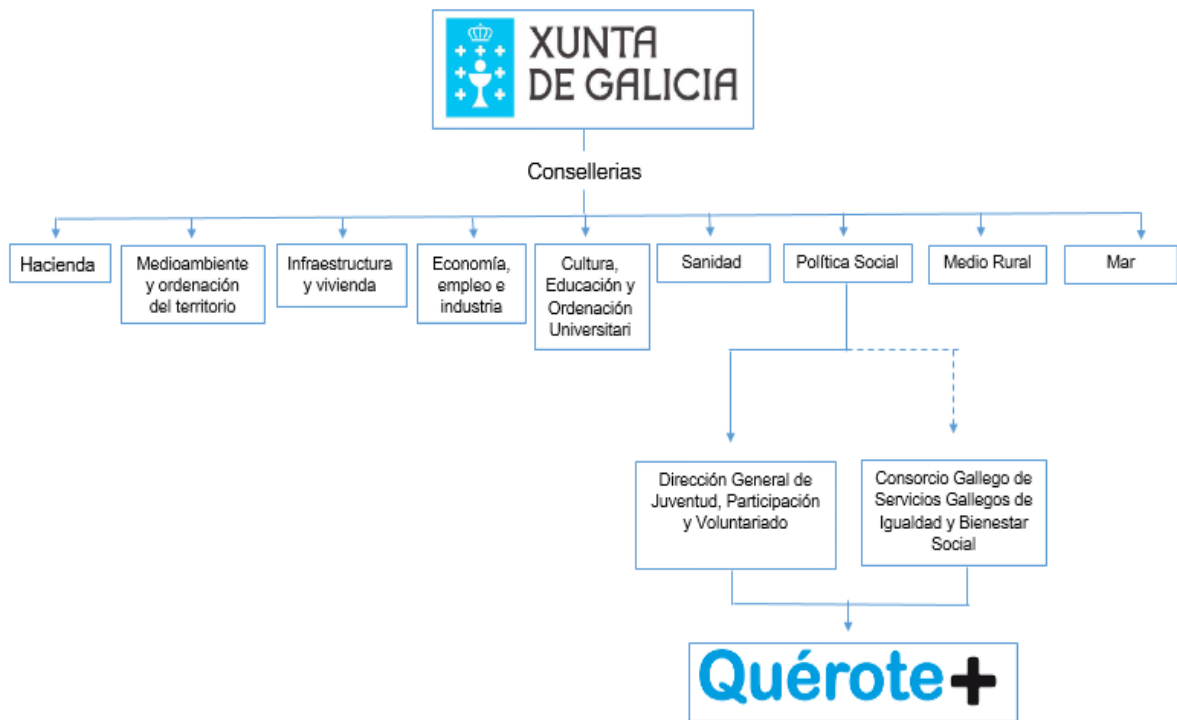 XUNTA
DE GALICIA
Consellerias
Hacienda
Medioambiente
y ordenación
del territorio
Infraestructura
y vivienda
Economía,
empleo e
industria
Cultura,
Educación y
Ordenación
Universitari
Sanidad
Política Social
Medio Rural
Mar
Dirección General de
Juventud, Participación
y Voluntariado
Consorcio Gallego de
Servicios Gallegos de
Igualdad y Bienestar
Social
Quérote+